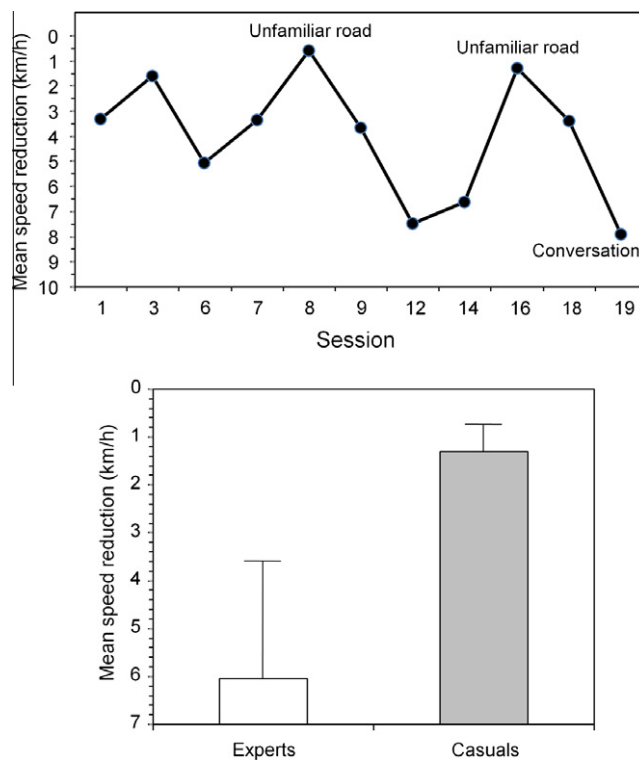 Mean speed reduction (km/h)
0
1
2
3
4
5
6
7
8
9
10
Unfamiliar road
Unfamiliar road
Conversation
1 3 6 7 8 9 12 14 16 18 19
Session
Mean speed reduction (km/h)
0
1
2
3
4
5
6
7
Experts Casuals